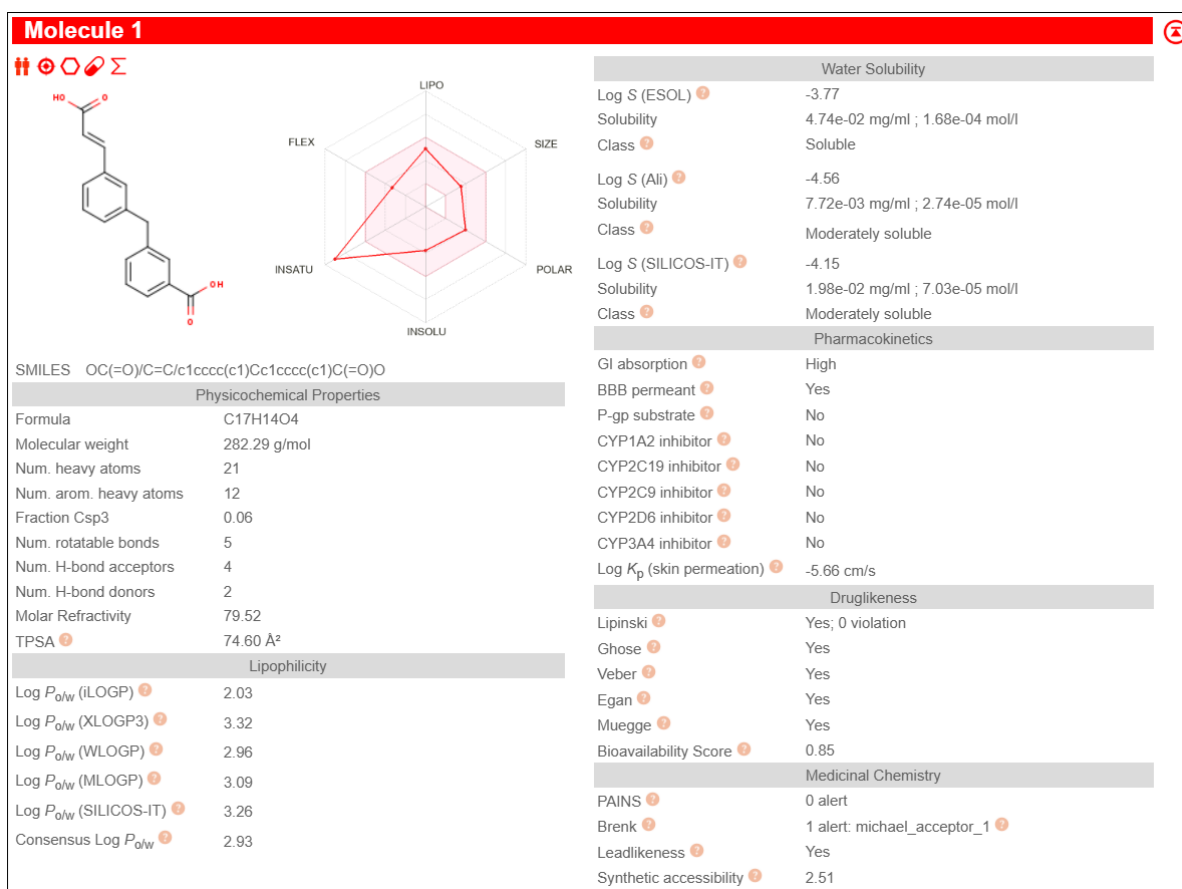 Molecule 1
HO
O
OH
O
LIPO
FLEX
SIZE
INSATU
POLAR
INSOLU
SMILES OC(=O)/C=C/c1cccc(c1)Cc1cccc(c1)C(=O)O
Physicochemical Properties
Formula C17H14O4
Molecular weight 282.29 g/mol
Num. heavy atoms 21
Num. arom. heavy atoms 12
Fraction Csp3 0.06
Num. rotatable bonds 5
Num. H-bond acceptors 4
Num. H-bond donors 2
Molar Refractivity 79.52
TPSA ? 74.60 Å²
Lipophilicity
Log Po/w (iLOGP) ? 2.03
Log Po/w (XLOGP3) ? 3.32
Log Po/w (WLOGP) ? 2.96
Log Po/w (MLOGP) ? 3.09
Log Po/w (SILICOS-IT) ? 3.26
Consensus Log Po/w ? 2.93
Water Solubility
Log S (ESOL) ? -3.77
Solubility 4.74e-02 mg/ml ; 1.68e-04 mol/l
Class ? Soluble
Log S (Ali) ? -4.56
Solubility 7.72e-03 mg/ml ; 2.74e-05 mol/l
Class ? Moderately soluble
Log S (SILICOS-IT) ? -4.15
Solubility 1.98e-02 mg/ml ; 7.03e-05 mol/l
Class ? Moderately soluble
Pharmacokinetics
GI absorption ? High
BBB permeant ? Yes
P-gp substrate ? No
CYP1A2 inhibitor ? No
CYP2C19 inhibitor ? No
CYP2C9 inhibitor ? No
CYP2D6 inhibitor ? No
CYP3A4 inhibitor ? No
Log Kp (skin permeation) ? -5.66 cm/s
Druglikeness
Lipinski ? Yes; 0 violation
Ghose ? Yes
Veber ? Yes
Egan ? Yes
Muegge ? Yes
Bioavailability Score ? 0.85
Medicinal Chemistry
PAINS ? 0 alert
Brenk ? 1 alert: michael_acceptor_1 ?
Leadlikeness ? Yes
Synthetic accessibility ? 2.51